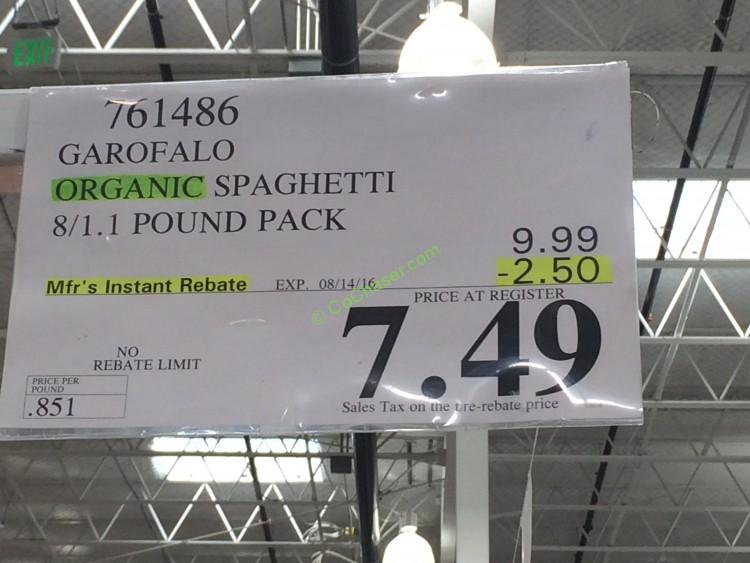 EXIT
761486
GAROFALO
ORGANIC SPAGHETTI
8/1.1 POUND PACK
9.99
Mfr's Instant Rebate EXP. 08/14/16 -2.50
PRICE AT REGISTER
7.49
NO
REBATE LIMIT
PRICE PER
POUND
.851
Sales Tax on the pre-rebate price
© CoChaser.com